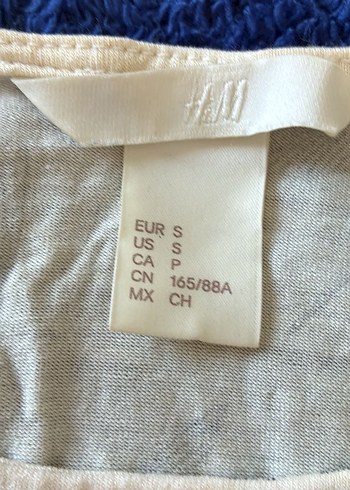 H&M
EUR S
US S
CA P
CN 165/88A
MX CH